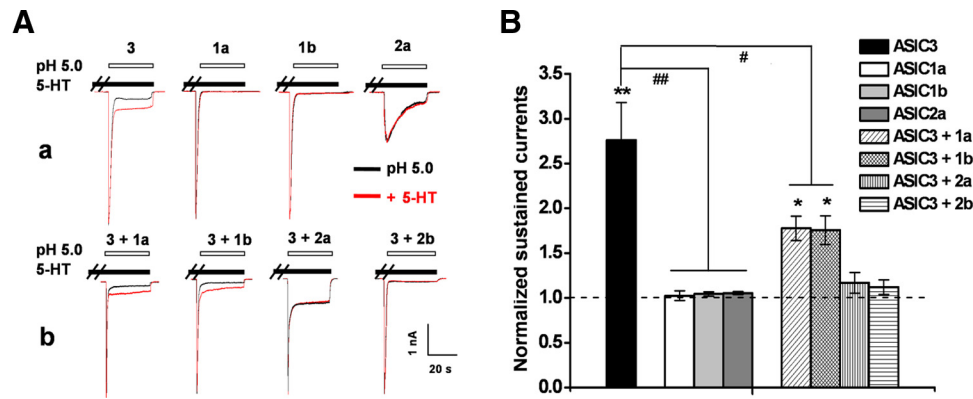 A
3 1a 1b 2a
pH 5.0
5-HT
a
pH 5.0
+ 5-HT
3 + 1a 3 + 1b 3 + 2a 3 + 2b
pH 5.0
5-HT
b
1 nA
20 s
B
Normalized sustained currents
3.5
3.0
2.5
2.0
1.5
1.0
0.5
0.0
**
##
#
*
*
ASIC3
ASIC1a
ASIC1b
ASIC2a
ASIC3 + 1a
ASIC3 + 1b
ASIC3 + 2a
ASIC3 + 2b